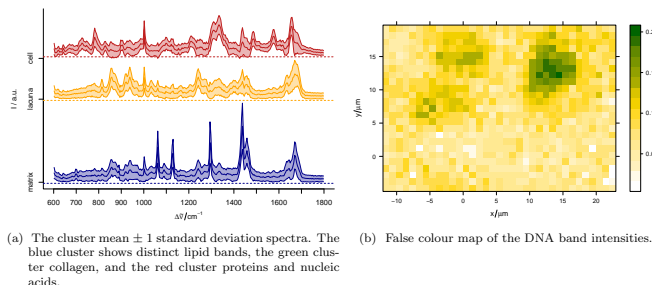 cell
lacuna
matrix
I / a.u.
600 700 800 900 1000 1200 1400 1600 1800
Δν̃/cm⁻¹
15
10
5
0
y/µm
-10 -5 0 5 10 15 20
x/µm
(a) The cluster mean ± 1 standard deviation spectra. The
blue cluster shows distinct lipid bands, the green clus-
ter collagen, and the red cluster proteins and nucleic
acids.
(b) False colour map of the DNA band intensities.